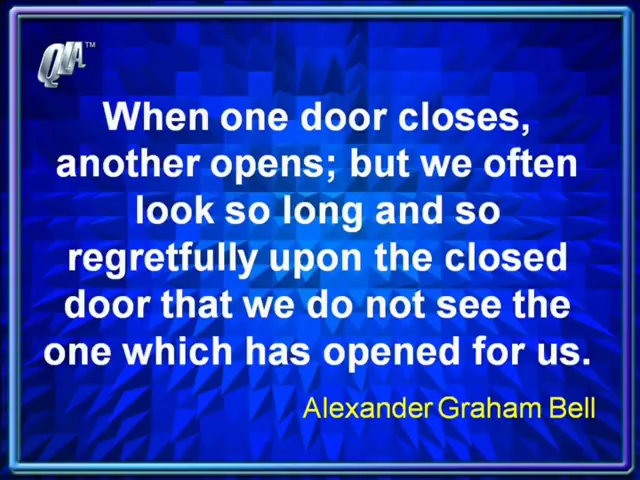 QLA™
When one door closes,
another opens; but we often
look so long and so
regretfully upon the closed
door that we do not see the
one which has opened for us.
Alexander Graham Bell